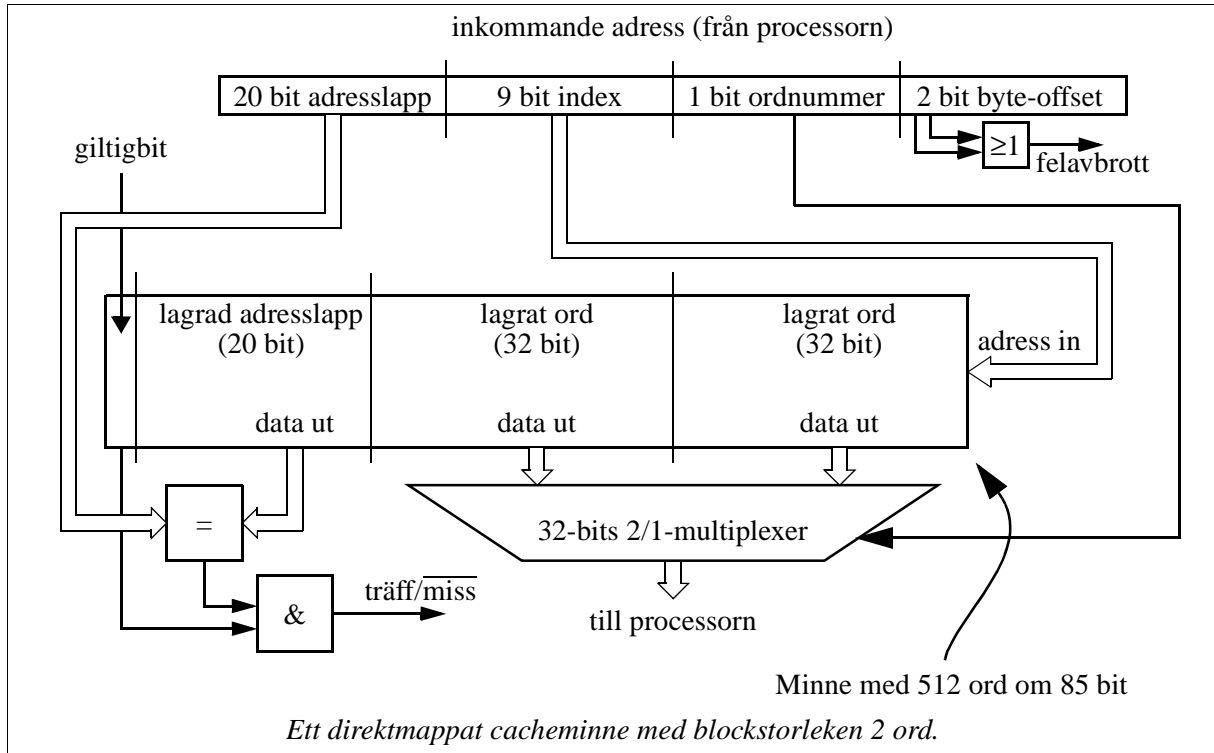 inkommande adress (från processorn)
20 bit adresslapp
9 bit index
1 bit ordnummer
2 bit byte-offset
giltigbit
≥1
felavbrott
lagrad adresslapp
(20 bit)
lagrat ord
(32 bit)
lagrat ord
(32 bit)
adress in
data ut
data ut
data ut
=
32-bits 2/1-multiplexer
&
träff/miss
till processorn
Minne med 512 ord om 85 bit
Ett direktmappat cacheminne med blockstorleken 2 ord.